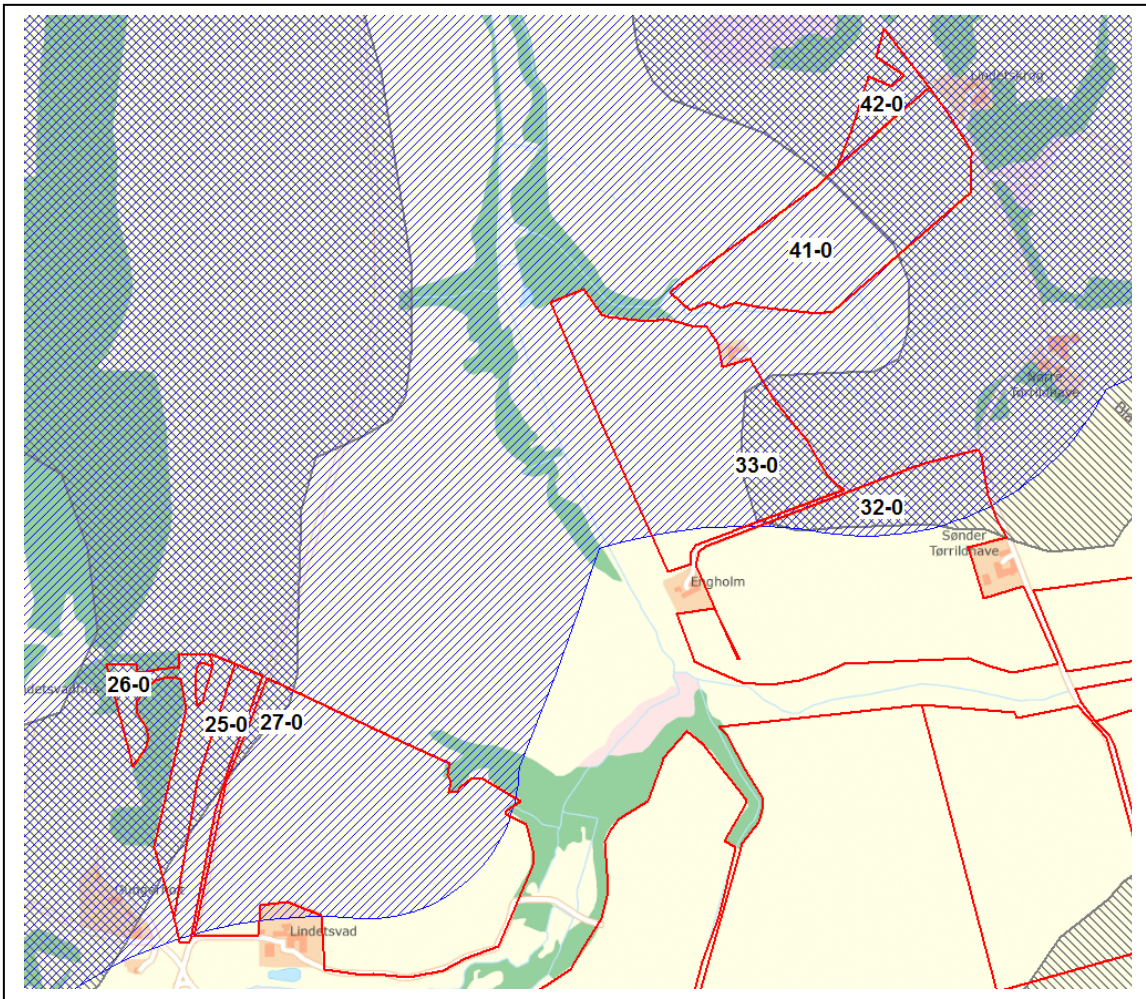 Lindetskrog
42-0
41-0
Nørre
Tørrildhave
33-0
32-0
Sønder
Tørrildhave
Engholm
26-0
25-0
27-0
Lindetsvad